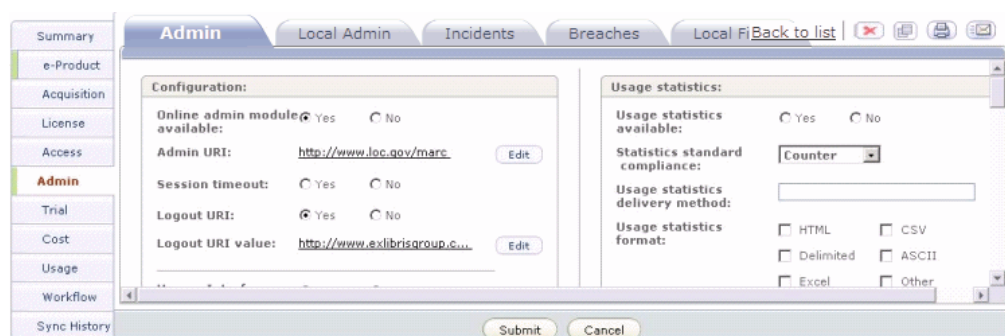 Summary
e-Product
Acquisition
License
Access
Admin
Trial
Cost
Usage
Workflow
Sync History
Admin
Local Admin
Incidents
Breaches
Local Fi
Back to list
Configuration:
Online admin module available:
Yes No
Admin URI: http://www.loc.gov/marc Edit
Session timeout: Yes No
Logout URI: Yes No
Logout URI value: http://www.exlibrisgroup.c... Edit
Usage statistics:
Usage statistics available:
Yes No
Statistics standard compliance:
Counter
Usage statistics delivery method:
Usage statistics format:
HTML CSV
Delimited ASCII
Excel Other
Submit Cancel